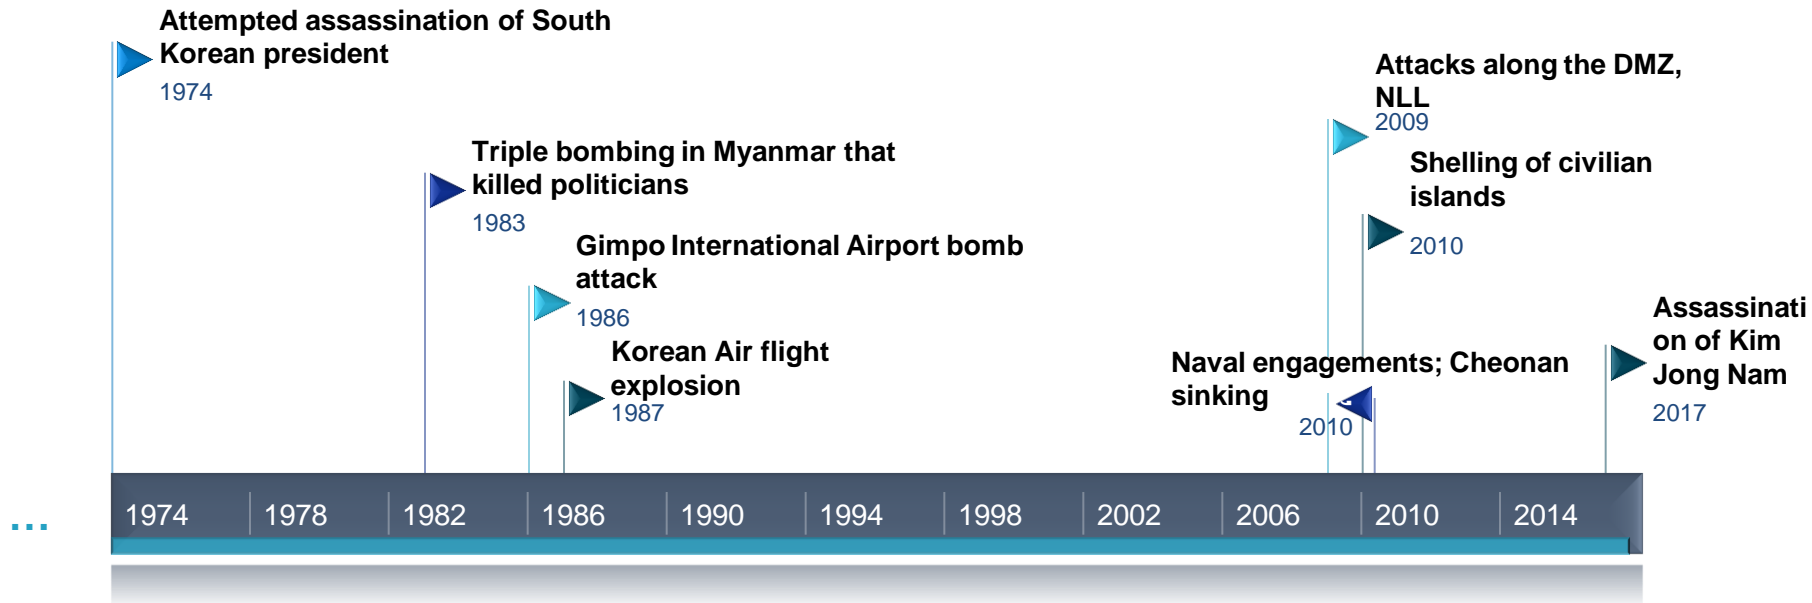 Attempted assassination of South
Korean president
1974
Triple bombing in Myanmar that
killed politicians
1983
Gimpo International Airport bomb
attack
1986
Korean Air flight
explosion
1987
Attacks along the DMZ,
NLL
2009
Shelling of civilian
islands
2010
Naval engagements; Cheonan
sinking
2010
Assassinati
on of Kim
Jong Nam
2017
...
1974 1978 1982 1986 1990 1994 1998 2002 2006 2010 2014